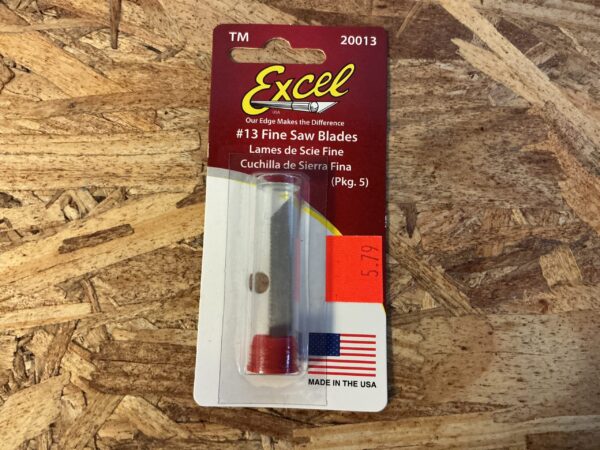 TM 20013
Excel
USA
Our Edge Makes the Difference
#13 Fine Saw Blades
Lames de Scie Fine
Cuchilla de Sierra Fina
(Pkg. 5)
5.79
MADE IN THE USA